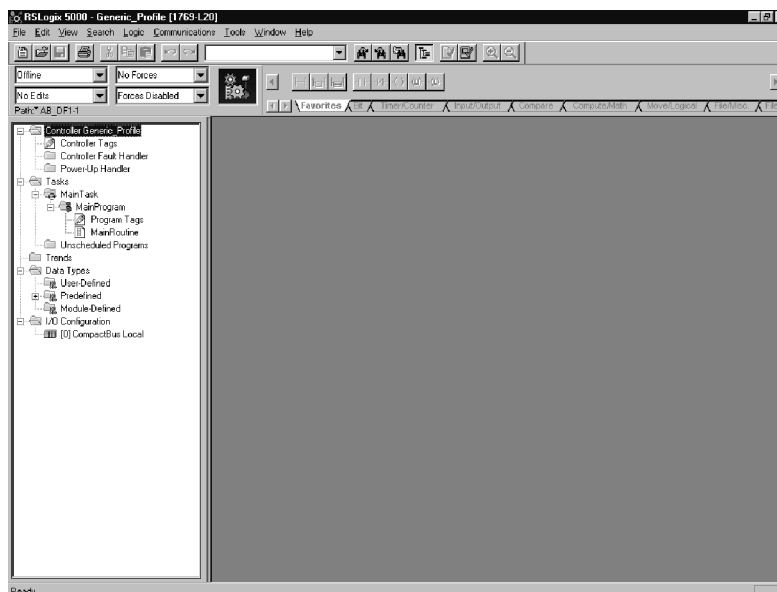 RSLogix 5000 - Generic_Profile [1769-L20]
File Edit View Search Logic Communications Tools Window Help
Offline No Forces
No Edits Forces Disabled
Path:* AB_DF1-1
Favorites Bit Timer/Counter Input/Output Compare Compute/Math Move/Logical File/Misc. File
Controller Generic_Profile
Controller Tags
Controller Fault Handler
Power-Up Handler
Tasks
MainTask
MainProgram
Program Tags
MainRoutine
Unscheduled Programs
Trends
Data Types
User-Defined
Predefined
Module-Defined
I/O Configuration
[0] CompactBus Local
Ready